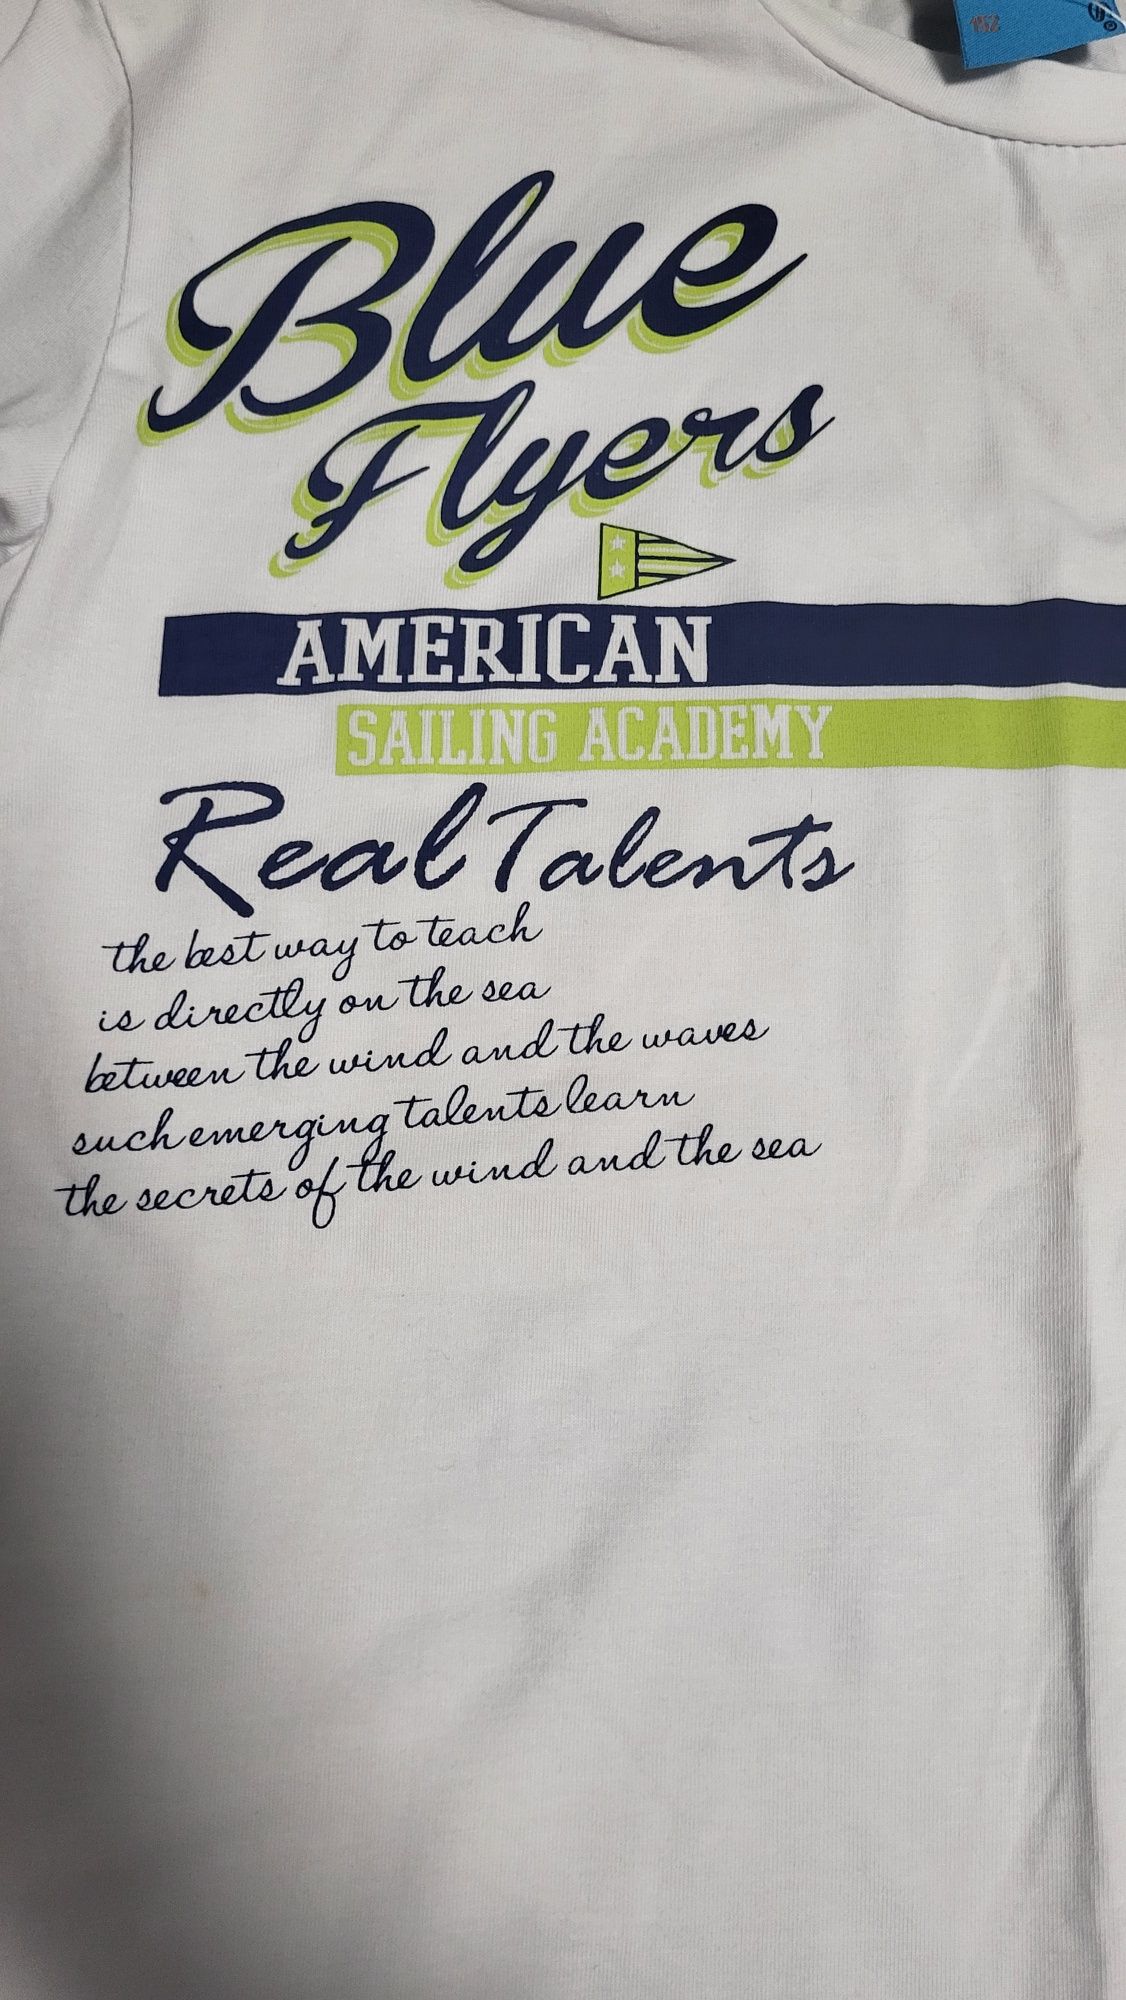 152
Blue
Flyers
AMERICAN
SAILING ACADEMY
Real Talents
the best way to teach
is directly on the sea
between the wind and the waves
such emerging talents learn
the secrets of the wind and the sea